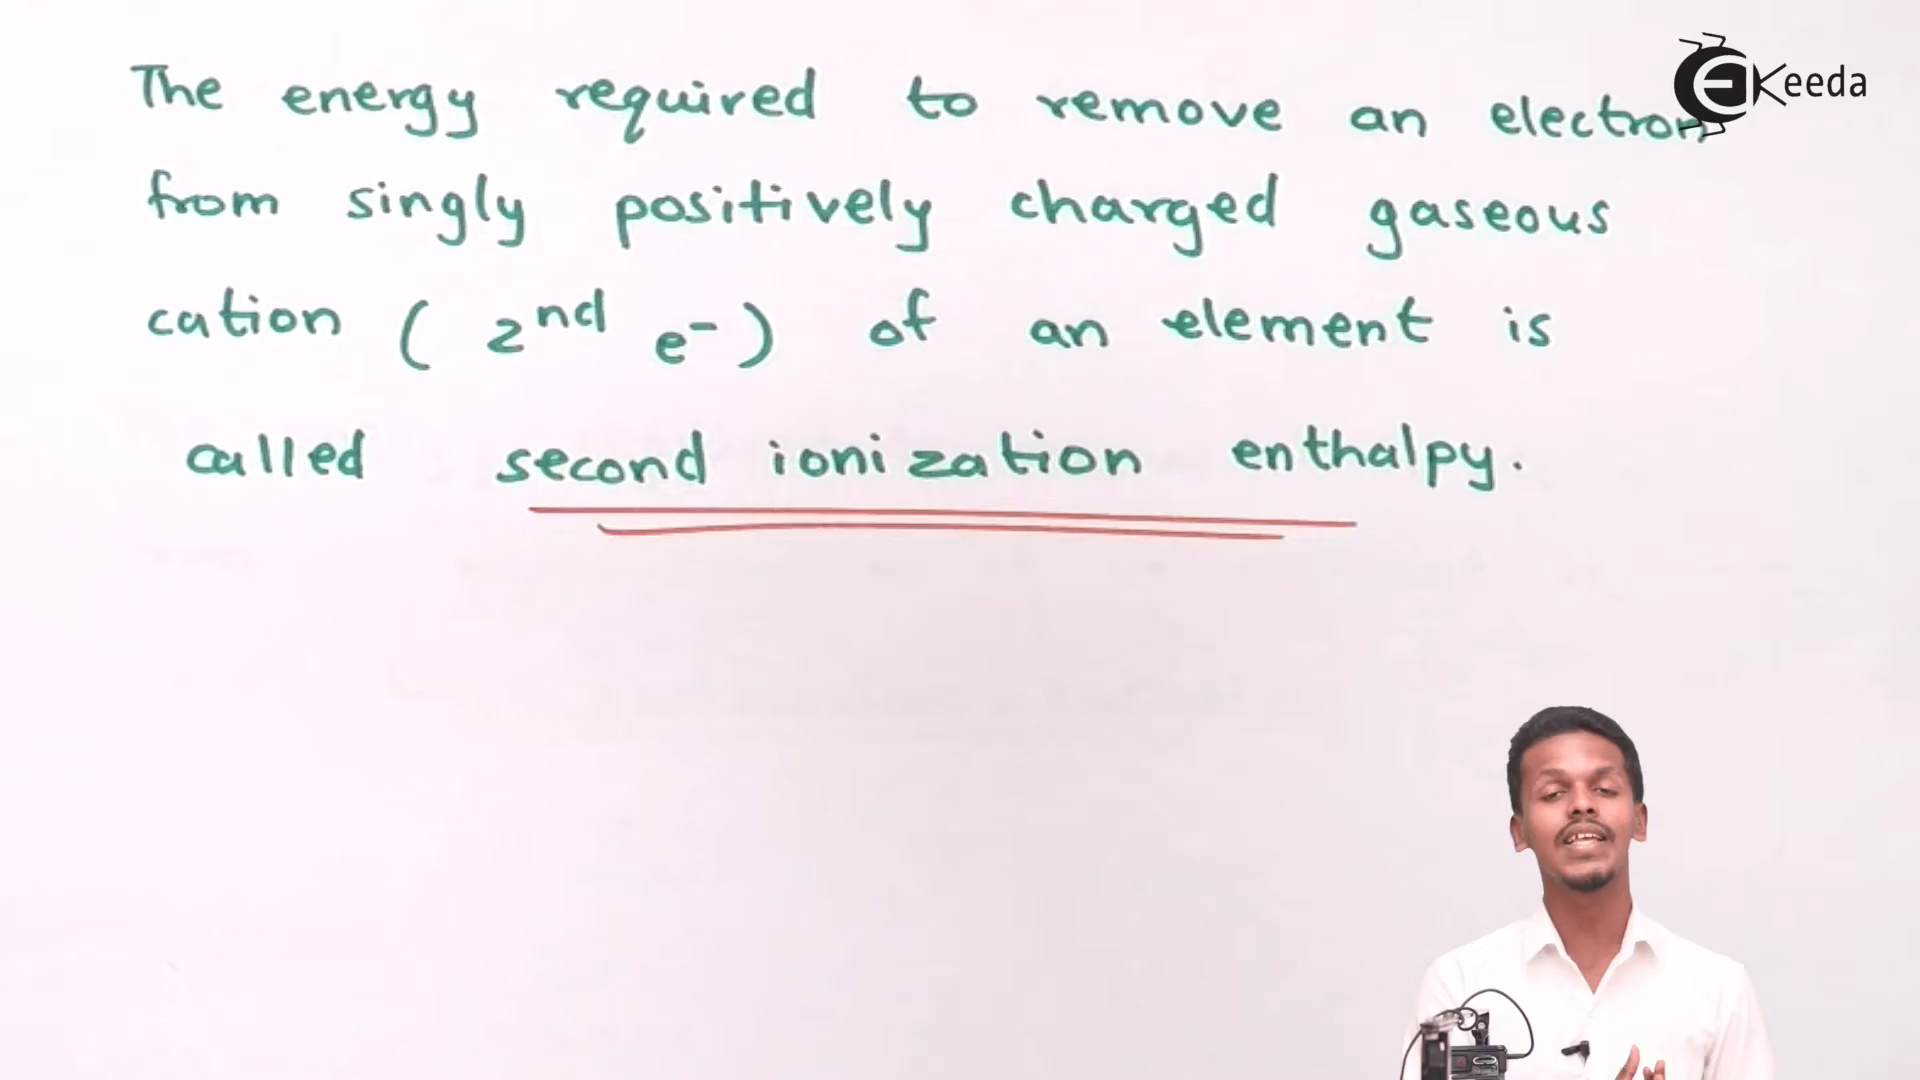 The energy required to remove an electron
from singly positively charged gaseous
cation ( 2nd e⁻ ) of an element is
called second ionization enthalpy.
EKeeda